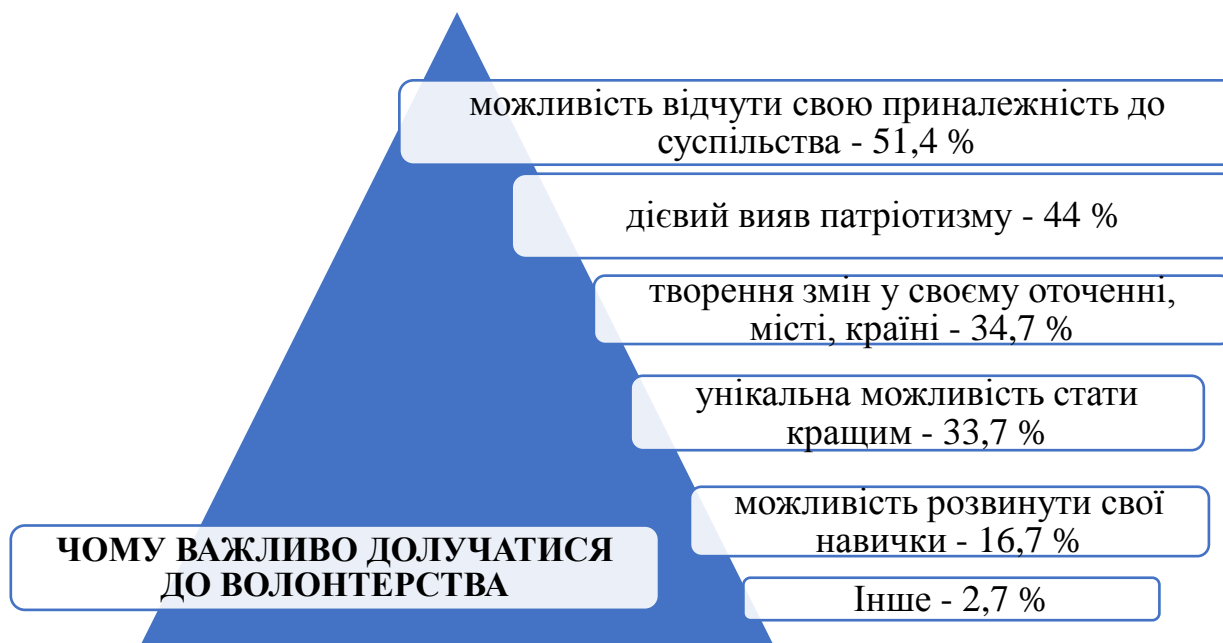 можливість відчути свою приналежність до
суспільства - 51,4 %
дієвий вияв патріотизму - 44 %
творення змін у своєму оточенні,
місті, країні - 34,7 %
унікальна можливість стати
кращим - 33,7 %
можливість розвинути свої
навички - 16,7 %
Інше - 2,7 %
ЧОМУ ВАЖЛИВО ДОЛУЧАТИСЯ
ДО ВОЛОНТЕРСТВА